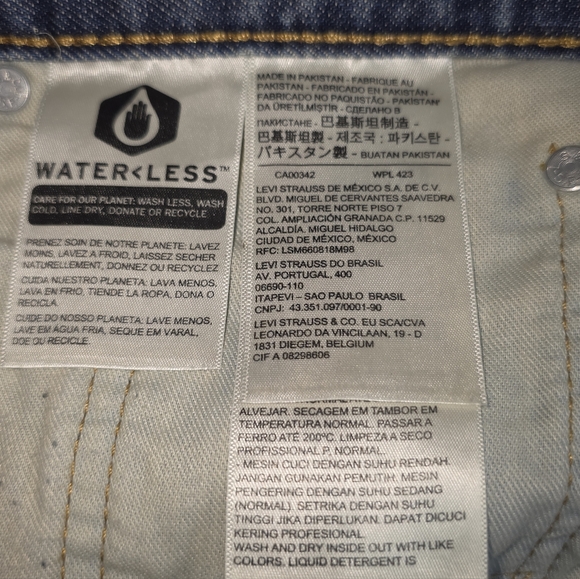 WATER<LESS™
CARE FOR OUR PLANET: WASH LESS, WASH
COLD, LINE DRY, DONATE OR RECYCLE
PRENEZ SOIN DE NOTRE PLANETE: LAVEZ
MOINS, LAVEZ A FROID, LAISSEZ SECHER
NATURELLEMENT, DONNEZ OU RECYCLEZ
CUIDA NUESTRO PLANETA: LAVA MENOS,
LAVA EN FRIO, TIENDE LA ROPA, DONA O
RECICLA
CUIDE DO NOSSO PLANETA: LAVE MENOS,
LAVE EM ÁGUA FRIA, SEQUE EM VARAL,
DOE OU RECICLE.
MADE IN PAKISTAN - FABRIQUE AU
PAKISTAN - FABRICADO EN PAKISTÁN -
FABRICADO NO PAQUISTÃO - PAKISTAN'
DA ÜRETİLMİŞTİR - СДЕЛАНО В
ПАКИСТАНЕ - 巴基斯坦制造 -
巴基斯坦製 - 제조국 : 파키스탄 -
パキスタン製 - BUATAN PAKISTAN
CA00342 WPL 423
LEVI STRAUSS DE MÉXICO S.A. DE C.V.
BLVD. MIGUEL DE CERVANTES SAAVEDRA
NO. 301, TORRE NORTE PISO 7
COL. AMPLIACIÓN GRANADA C.P. 11529
ALCALDÍA. MIGUEL HIDALGO
CIUDAD DE MÉXICO, MÉXICO
RFC: LSM660818M98
LEVI STRAUSS DO BRASIL
AV. PORTUGAL, 400
06690-110
ITAPEVI – SAO PAULO BRASIL
CNPJ: 43.351.097/0001-90
LEVI STRAUSS & CO. EU SCA/CVA
LEONARDO DA VINCILAAN, 19 - D
1831 DIEGEM, BELGIUM
CIF A 08298606
ALVEJAR. SECAGEM EM TAMBOR EM
TEMPERATURA NORMAL. PASSAR A
FERRO ATÉ 200ºC. LIMPEZA A SECO
PROFISSIONAL P, NORMAL.
- MESIN CUCI DENGAN SUHU RENDAH.
JANGAN GUNAKAN PEMUTIH. MESIN
PENGERING DENGAN SUHU SEDANG
(NORMAL). SETRIKA DENGAN SUHU
TINGGI JIKA DIPERLUKAN. DAPAT DICUCI
KERING PROFESIONAL.
WASH AND DRY INSIDE OUT WITH LIKE
COLORS. LIQUID DETERGENT IS